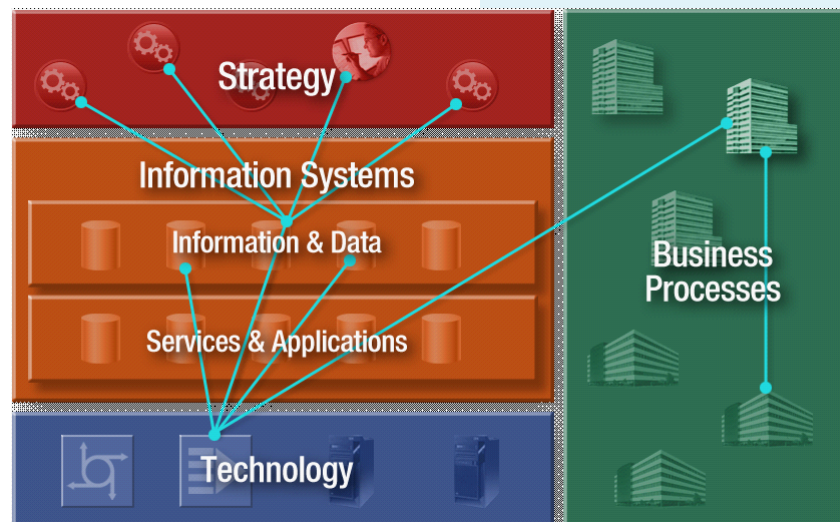 Strategy
Information Systems
Information & Data
Services & Applications
Technology
Business
Processes